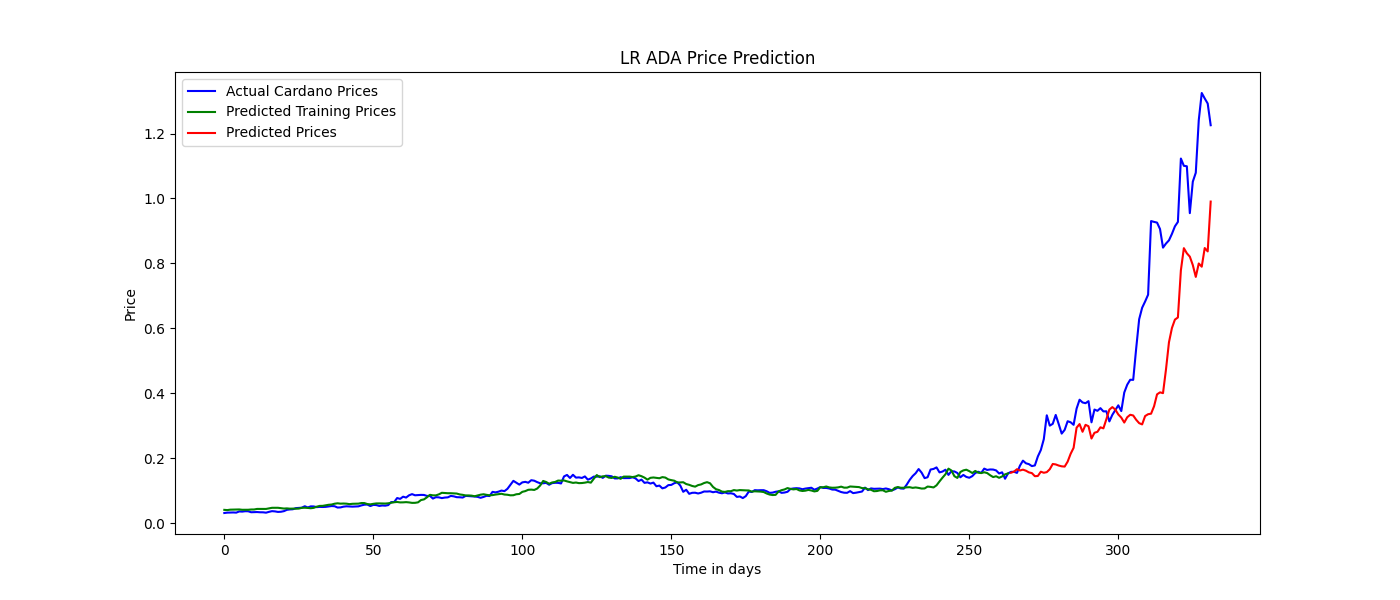 LR ADA Price Prediction
Actual Cardano Prices
Predicted Training Prices
Predicted Prices
Price
1.2
1.0
0.8
0.6
0.4
0.2
0.0
0 50 100 150 200 250 300
Time in days